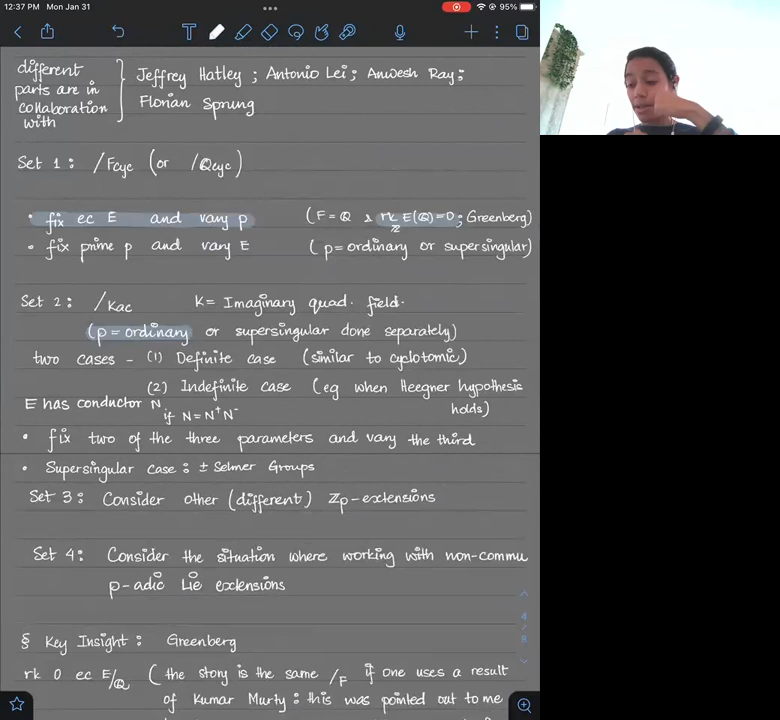 12:37 PM Mon Jan 31
95%
different
parts are in
collaboration
with
Jeffrey Hatley ; Antonio Lei ; Anwesh Ray ;
Florian Sprung
Set 1 : /Fcyc (or /Qcyc)
• fix ec E and vary p (F = Q & rk_Z E(Q) = 0 ; Greenberg)
• fix prime p and vary E (p = ordinary or supersingular)
Set 2 : /Kac K = Imaginary quad. field.
(p = ordinary or supersingular done separately)
two cases - (1) Definite case (similar to cyclotomic)
(2) Indefinite case (eg when Heegner hypothesis
holds)
E has conductor N
if N = N⁺N⁻
• fix two of the three parameters and vary the third
• Supersingular case : ± Selmer Groups
Set 3 : Consider other (different) Zp-extensions
Set 4: Consider the situation where working with non-commu
p-adic Lie extensions
§ Key Insight : Greenberg
rk 0 ec E/Q (the story is the same /F if one uses a result
of Kumar Murty : this was pointed out to me
4
/
8